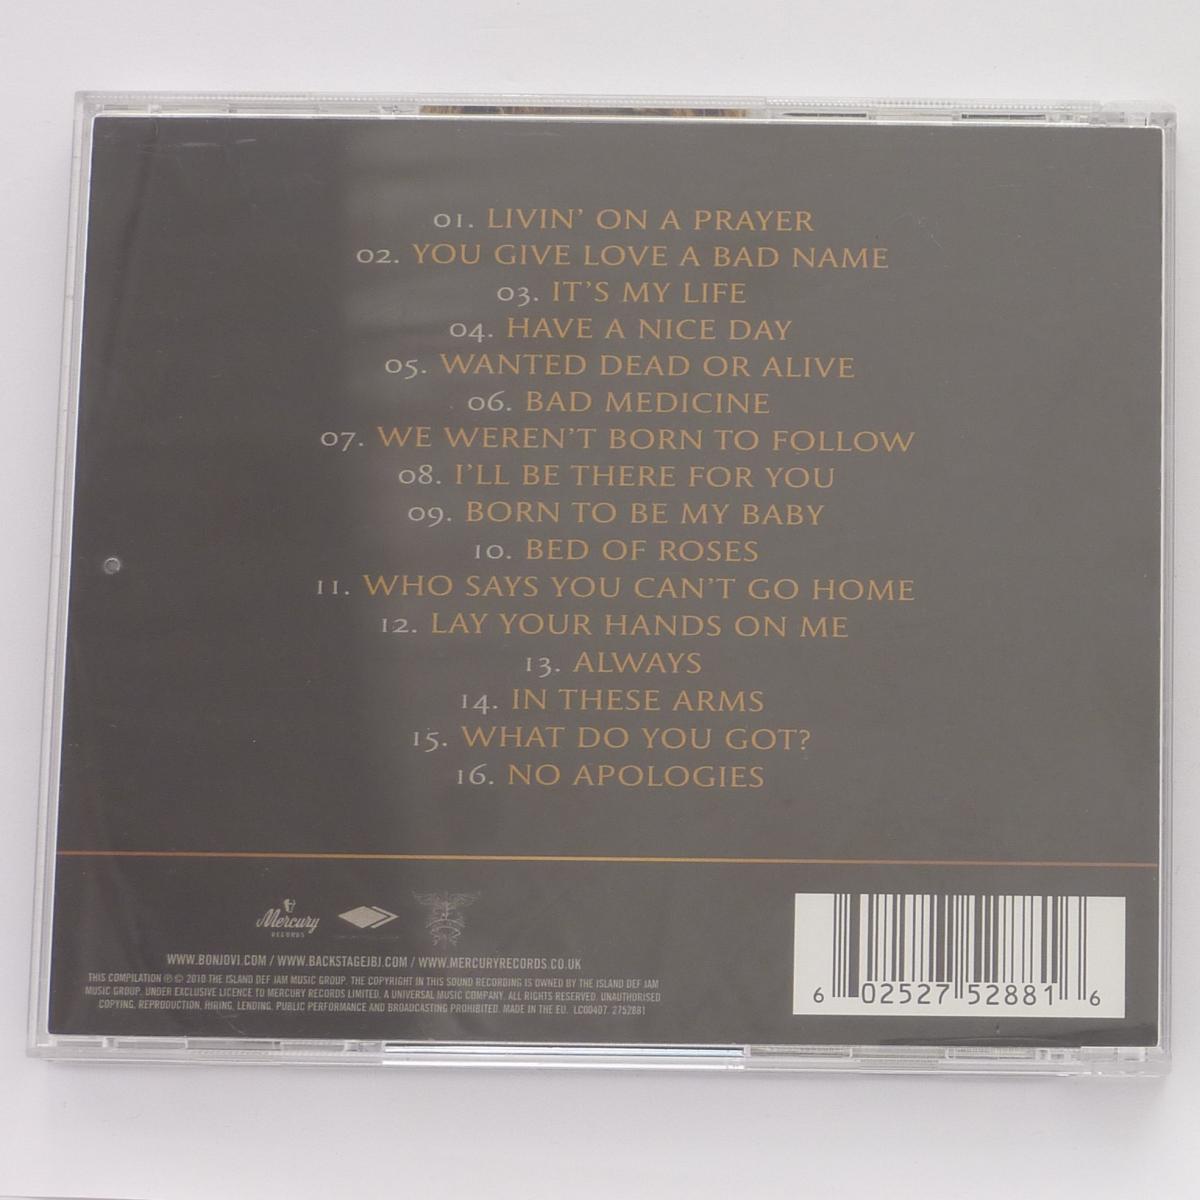 01. LIVIN' ON A PRAYER
02. YOU GIVE LOVE A BAD NAME
03. IT'S MY LIFE
04. HAVE A NICE DAY
05. WANTED DEAD OR ALIVE
06. BAD MEDICINE
07. WE WEREN'T BORN TO FOLLOW
08. I'LL BE THERE FOR YOU
09. BORN TO BE MY BABY
10. BED OF ROSES
11. WHO SAYS YOU CAN'T GO HOME
12. LAY YOUR HANDS ON ME
13. ALWAYS
14. IN THESE ARMS
15. WHAT DO YOU GOT?
16. NO APOLOGIES
Mercury
RECORDS
WWW.BONJOVI.COM / WWW.BACKSTAGEJBJ.COM / WWW.MERCURYRECORDS.CO.UK
THIS COMPILATION ℗ © 2010 THE ISLAND DEF JAM MUSIC GROUP. THE COPYRIGHT IN THIS SOUND RECORDING IS OWNED BY THE ISLAND DEF JAM
MUSIC GROUP. UNDER EXCLUSIVE LICENCE TO MERCURY RECORDS LIMITED. A UNIVERSAL MUSIC COMPANY. ALL RIGHTS RESERVED. UNAUTHORISED
COPYING, REPRODUCTION, HIRING, LENDING, PUBLIC PERFORMANCE AND BROADCASTING PROHIBITED. MADE IN THE EU. LC00407. 2752881
6 02527 52881 6